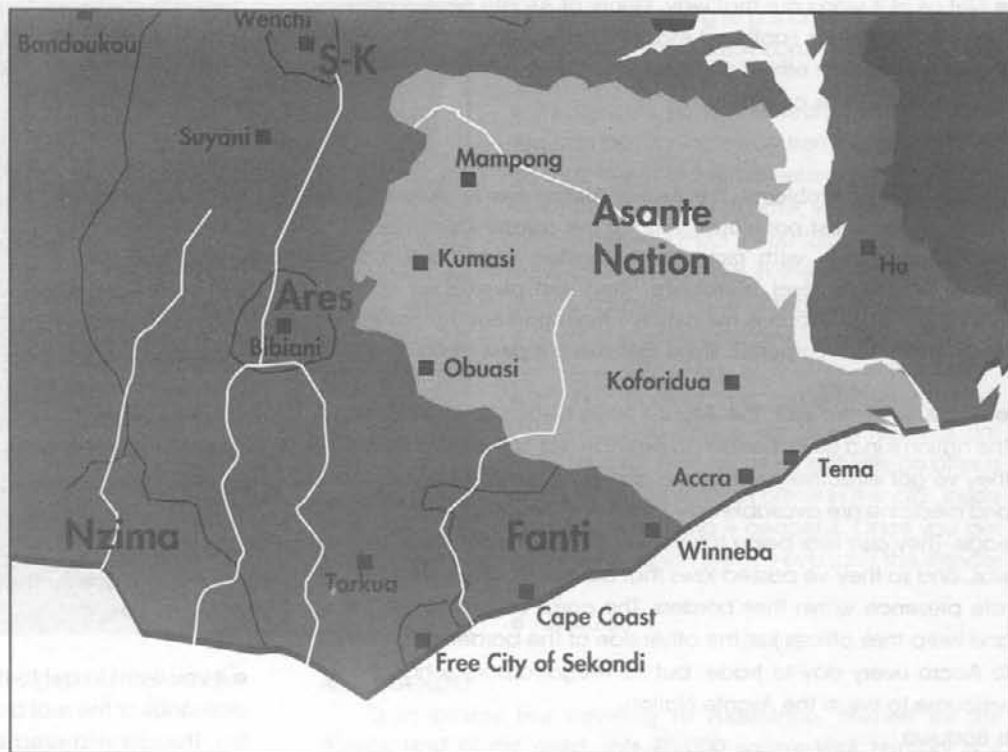 Wenchi
Bandoukou
S-K
Suyani
Mampong
Asante
Nation
Ho
Kumasi
Ares
Bibiani
Obuasi
Koforidua
Tema
Accra
Nzima
Fanti
Winneba
Tarkua
Cape Coast
Free City of Sekondi